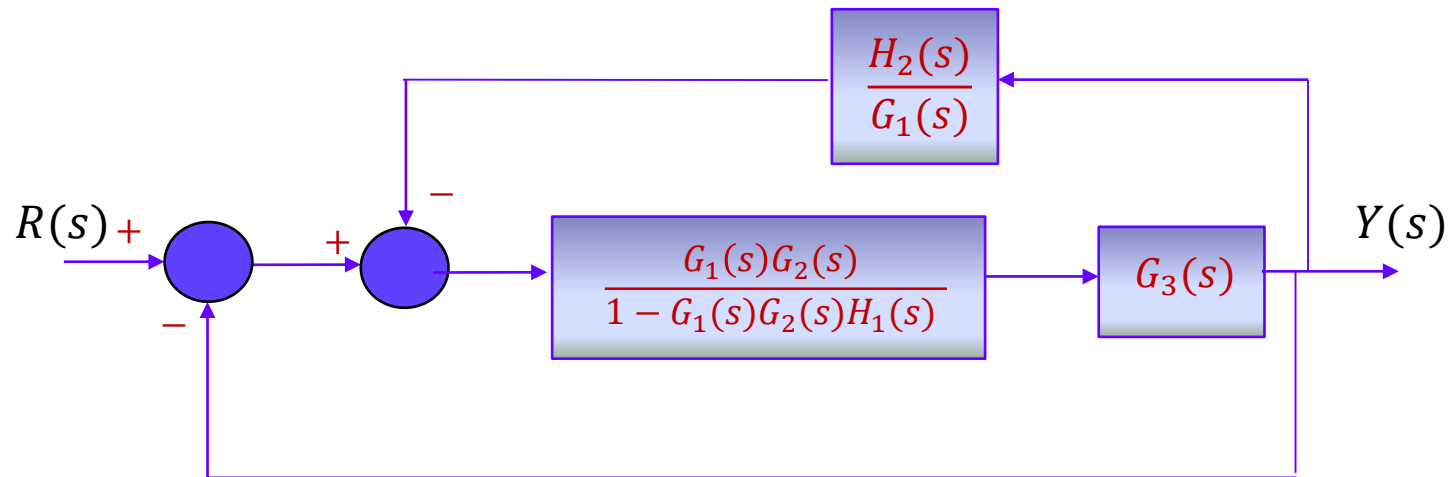 H₂(s)
G₁(s)
−
R(s) +
+
Y(s)
G₁(s)G₂(s)
1 − G₁(s)G₂(s)H₁(s)
G₃(s)
−